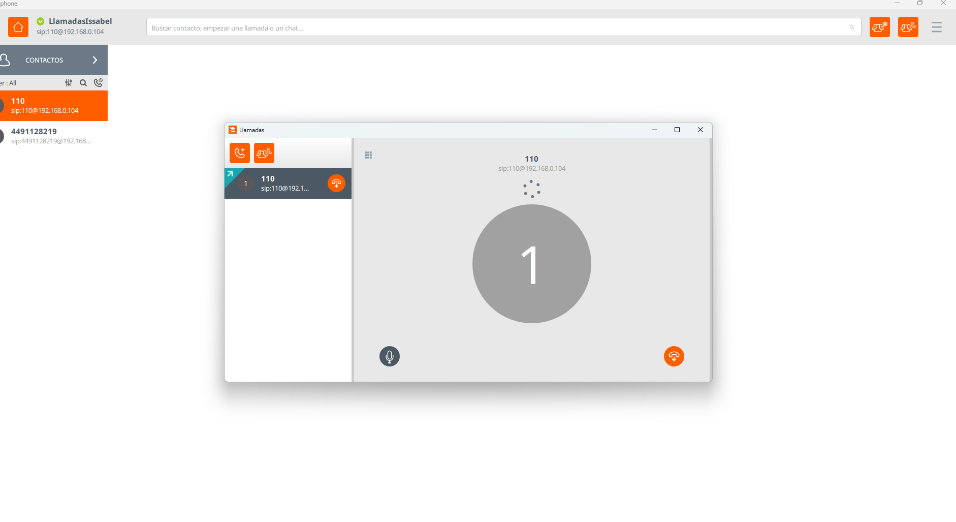 phone
LlamadasIssabel
sip:110@192.168.0.104
Buscar contacto, empezar una llamada o un chat...
CONTACTOS
er : All
110
sip:110@192.168.0.104
4491128219
sip:4491128219@192.168...
Llamadas
1
110
sip:110@192.1...
110
sip:110@192.168.0.104
1